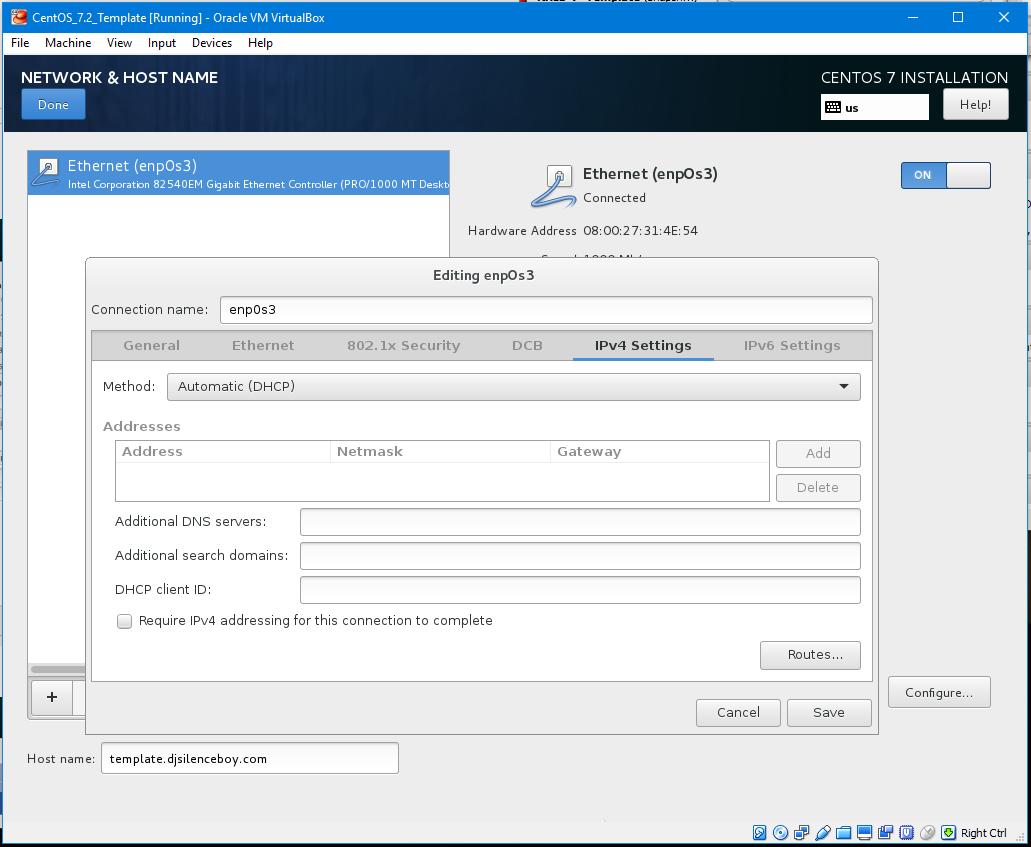 CentOS_7.2_Template [Running] - Oracle VM VirtualBox
File Machine View Input Devices Help
NETWORK & HOST NAME
CENTOS 7 INSTALLATION
Done
us
Help!
Ethernet (enp0s3)
Intel Corporation 82540EM Gigabit Ethernet Controller (PRO/1000 MT Deskt
Ethernet (enp0s3)
Connected
ON
Hardware Address 08:00:27:31:4E:54
Editing enp0s3
Connection name: enp0s3
General Ethernet 802.1x Security DCB IPv4 Settings IPv6 Settings
Method: Automatic (DHCP)
Addresses
Address Netmask Gateway
Add
Delete
Additional DNS servers:
Additional search domains:
DHCP client ID:
Require IPv4 addressing for this connection to complete
Routes...
+
Configure...
Cancel Save
Host name: template.djsilenceboy.com
Right Ctrl